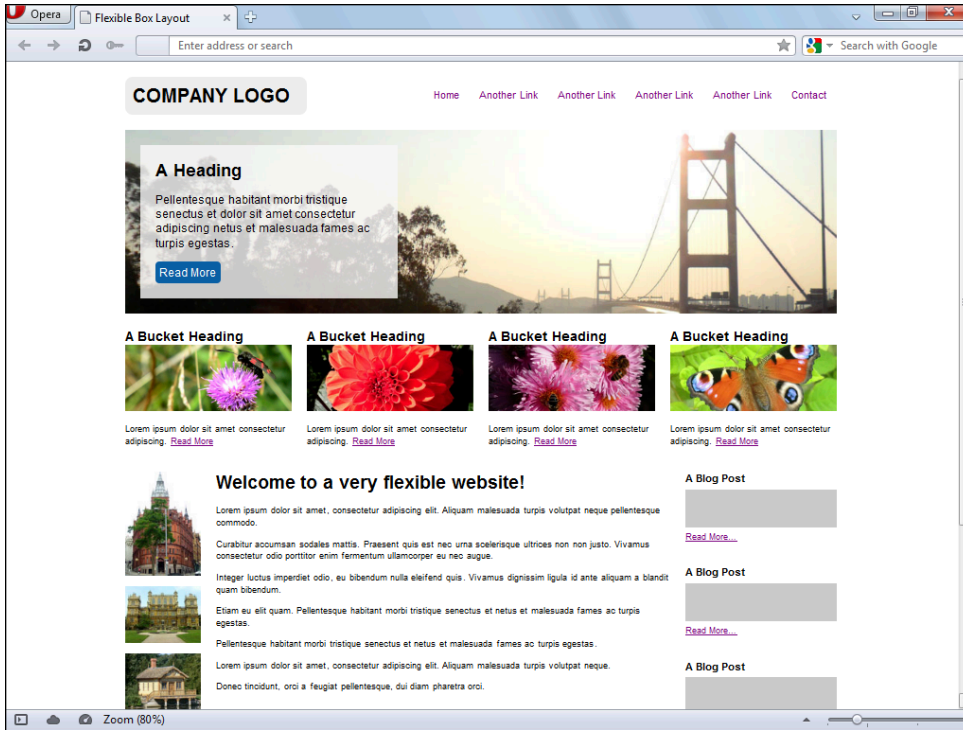 Opera
Flexible Box Layout
Enter address or search
Search with Google
COMPANY LOGO
Home Another Link Another Link Another Link Another Link Contact
A Heading
Pellentesque habitant morbi tristique
senectus et dolor sit amet consectetur
adipiscing netus et malesuada fames ac
turpis egestas.
Read More
A Bucket Heading
Lorem ipsum dolor sit amet consectetur
adipiscing. Read More
A Bucket Heading
Lorem ipsum dolor sit amet consectetur
adipiscing. Read More
A Bucket Heading
Lorem ipsum dolor sit amet consectetur
adipiscing. Read More
A Bucket Heading
Lorem ipsum dolor sit amet consectetur
adipiscing. Read More
Welcome to a very flexible website!
Lorem ipsum dolor sit amet, consectetur adipiscing elit. Aliquam malesuada turpis volutpat neque pellentesque
commodo.
Curabitur accumsan sodales mattis. Praesent quis est nec urna scelerisque ultrices non non justo. Vivamus
consectetur odio porttitor enim fermentum ullamcorper eu nec augue.
Integer luctus imperdiet odio, eu bibendum nulla eleifend quis. Vivamus dignissim ligula id ante aliquam a blandit
quam bibendum.
Etiam eu elit quam. Pellentesque habitant morbi tristique senectus et netus et malesuada fames ac turpis
egestas.
Pellentesque habitant morbi tristique senectus et netus et malesuada fames ac turpis egestas.
Lorem ipsum dolor sit amet, consectetur adipiscing elit. Aliquam malesuada turpis volutpat neque.
Donec tincidunt, orci a feugiat pellentesque, dui diam pharetra orci.
A Blog Post
Read More...
A Blog Post
Read More...
A Blog Post
Zoom (80%)